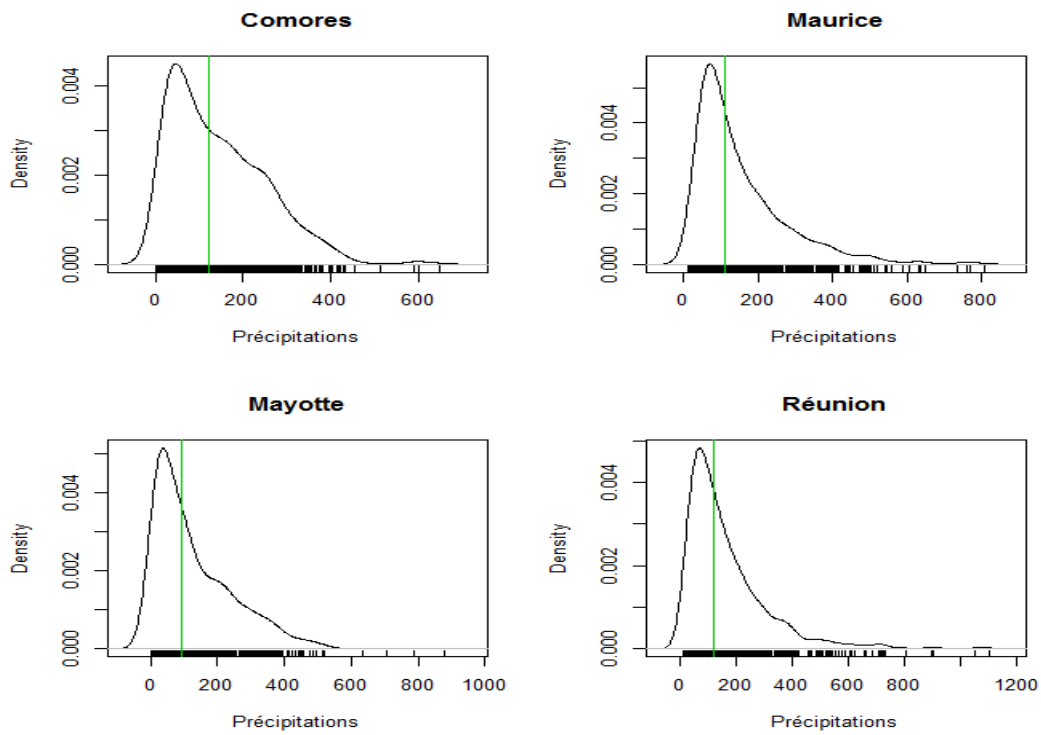 Comores
Density
0.000 0.002 0.004
0 200 400 600
Précipitations
Maurice
Density
0.000 0.002 0.004
0 200 400 600 800
Précipitations
Mayotte
Density
0.000 0.002 0.004
0 200 400 600 800 1000
Précipitations
Réunion
Density
0.000 0.002 0.004
0 200 400 600 800 1200
Précipitations